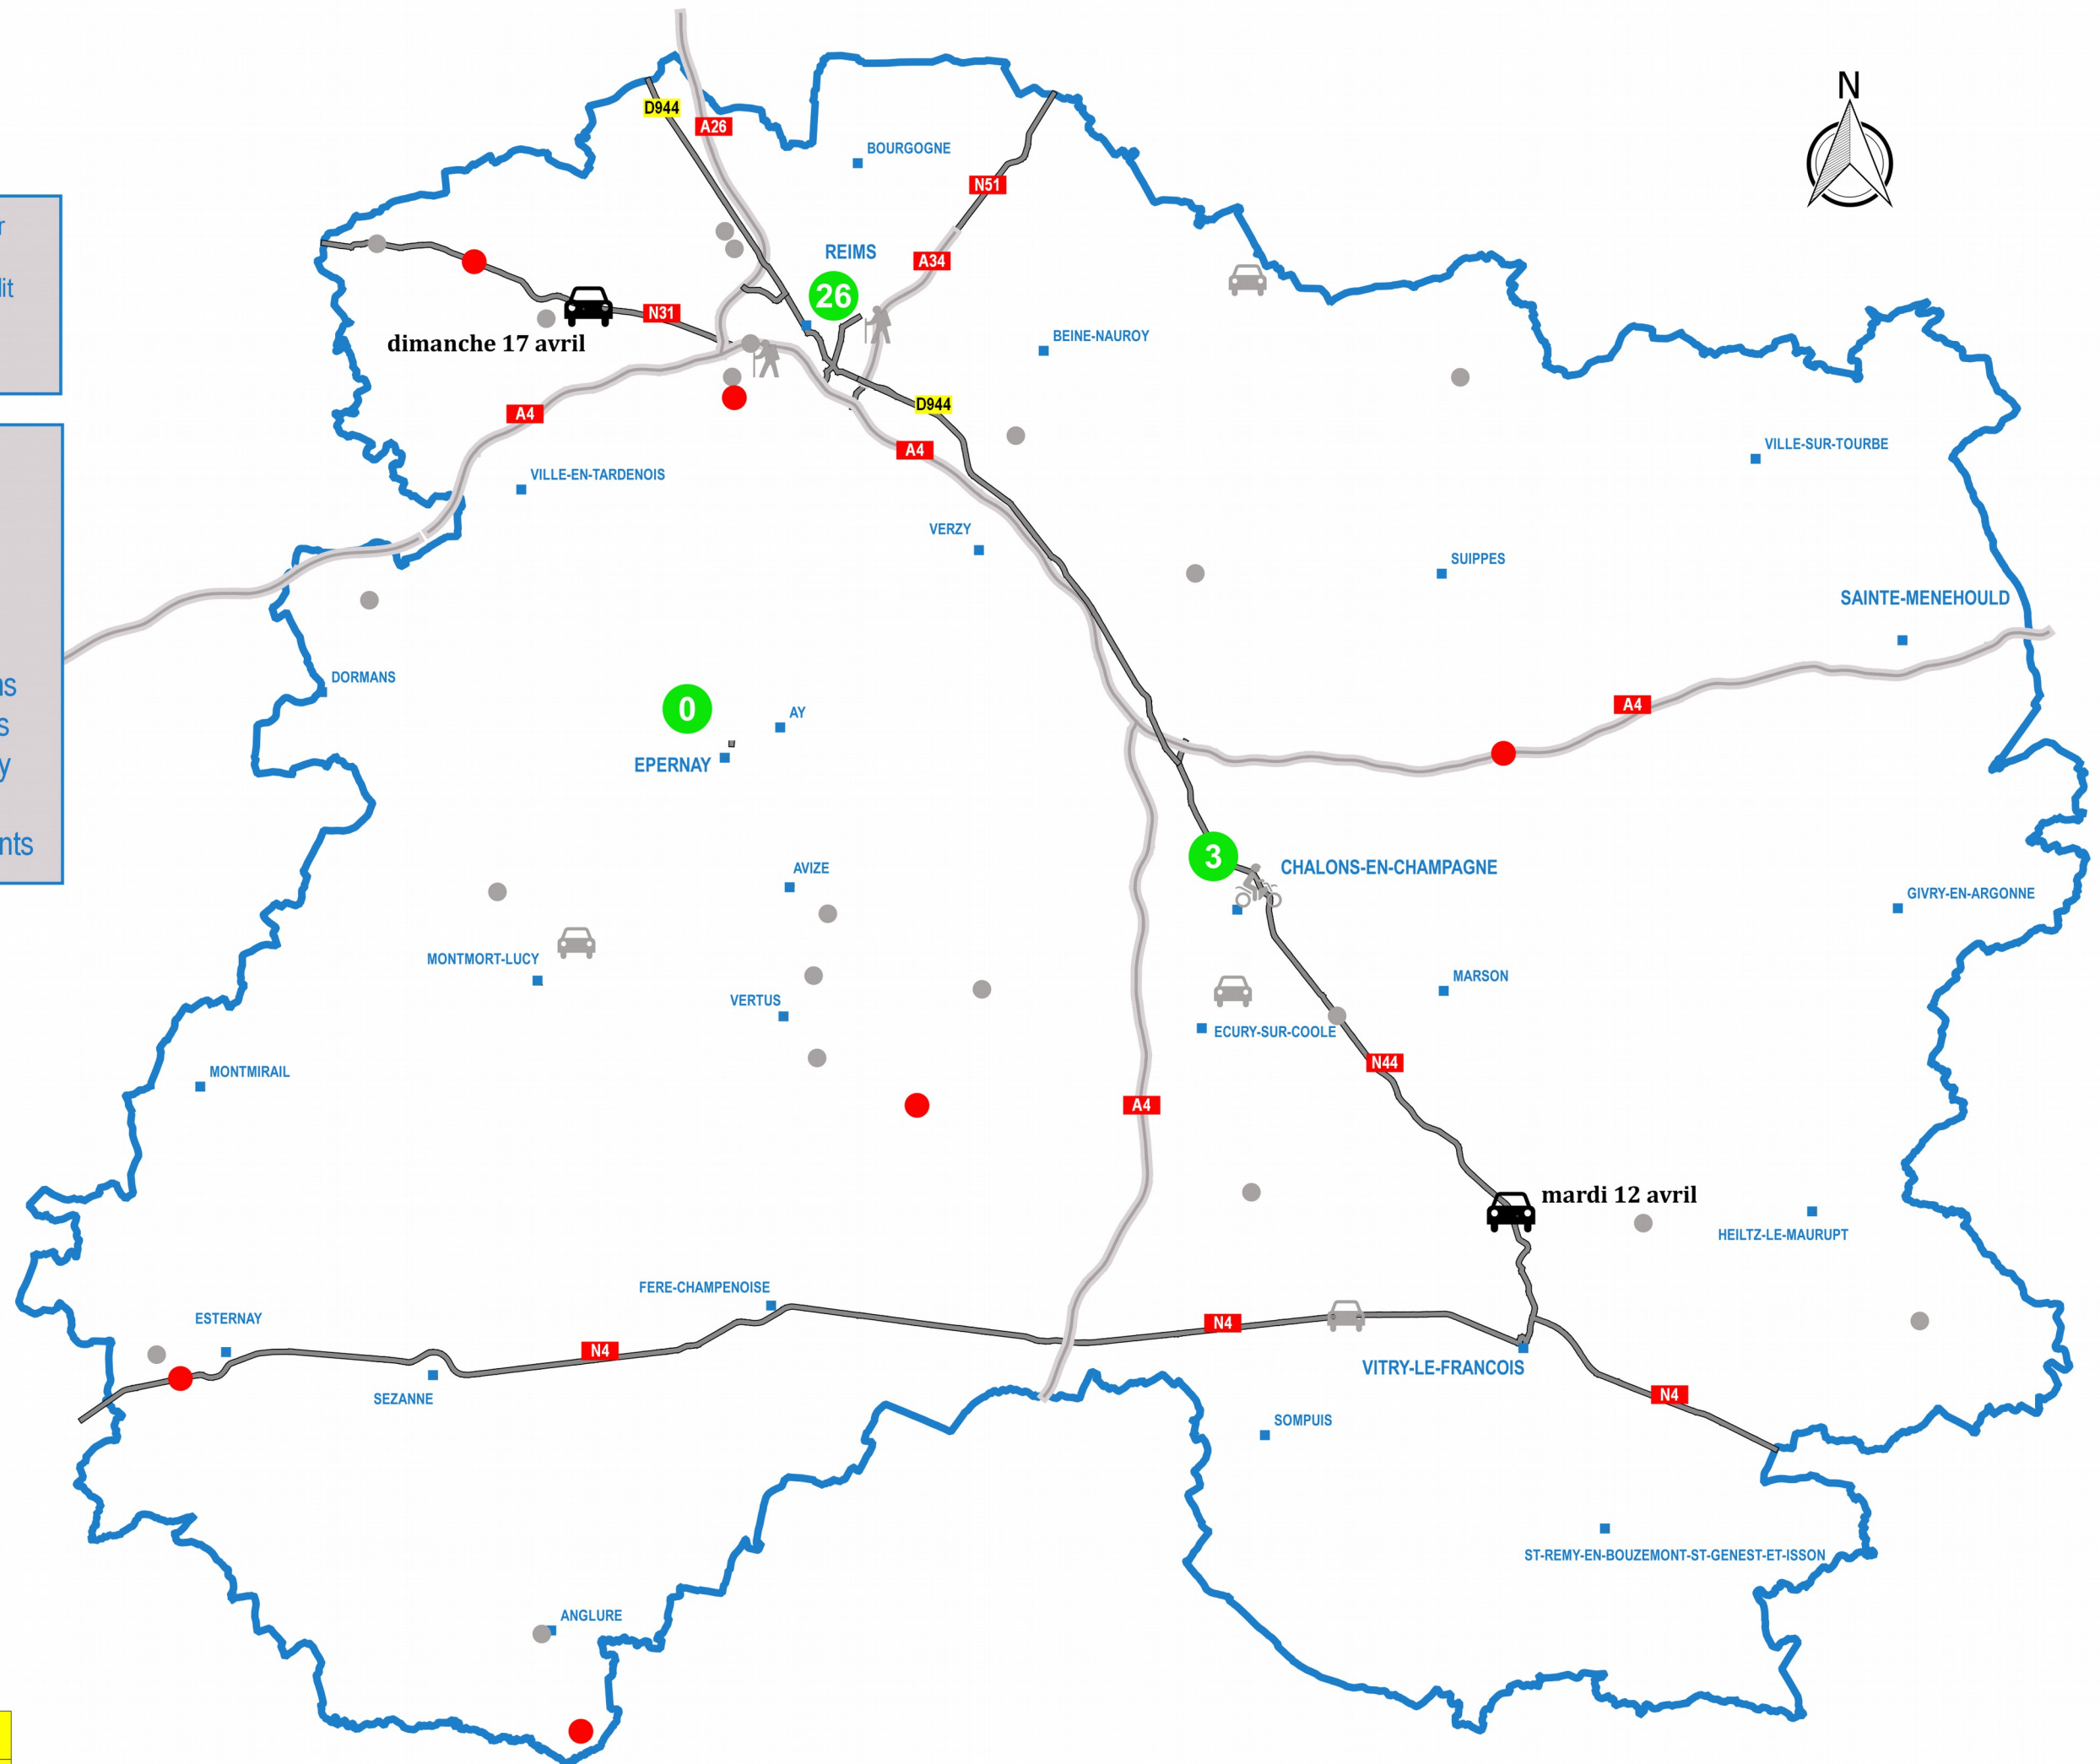 N
D944
A26
BOURGOGNE
N51
REIMS
A34
26
N31
dimanche 17 avril
BEINE-NAUROY
D944
A4
A4
VILLE-EN-TARDENOIS
VILLE-SUR-TOURBE
VERZY
SUIPPES
SAINTE-MENEHOULD
DORMANS
0
AY
EPERNAY
A4
3
CHALONS-EN-CHAMPAGNE
AVIZE
GIVRY-EN-ARGONNE
MONTMORT-LUCY
MARSON
VERTUS
ECURY-SUR-COOLE
N44
MONTMIRAIL
A4
mardi 12 avril
HEILTZ-LE-MAURUPT
FERE-CHAMPENOISE
ESTERNAY
N4
N4
VITRY-LE-FRANCOIS
SEZANNE
N4
SOMPUIS
ST-REMY-EN-BOUZEMONT-ST-GENEST-ET-ISSON
ANGLURE